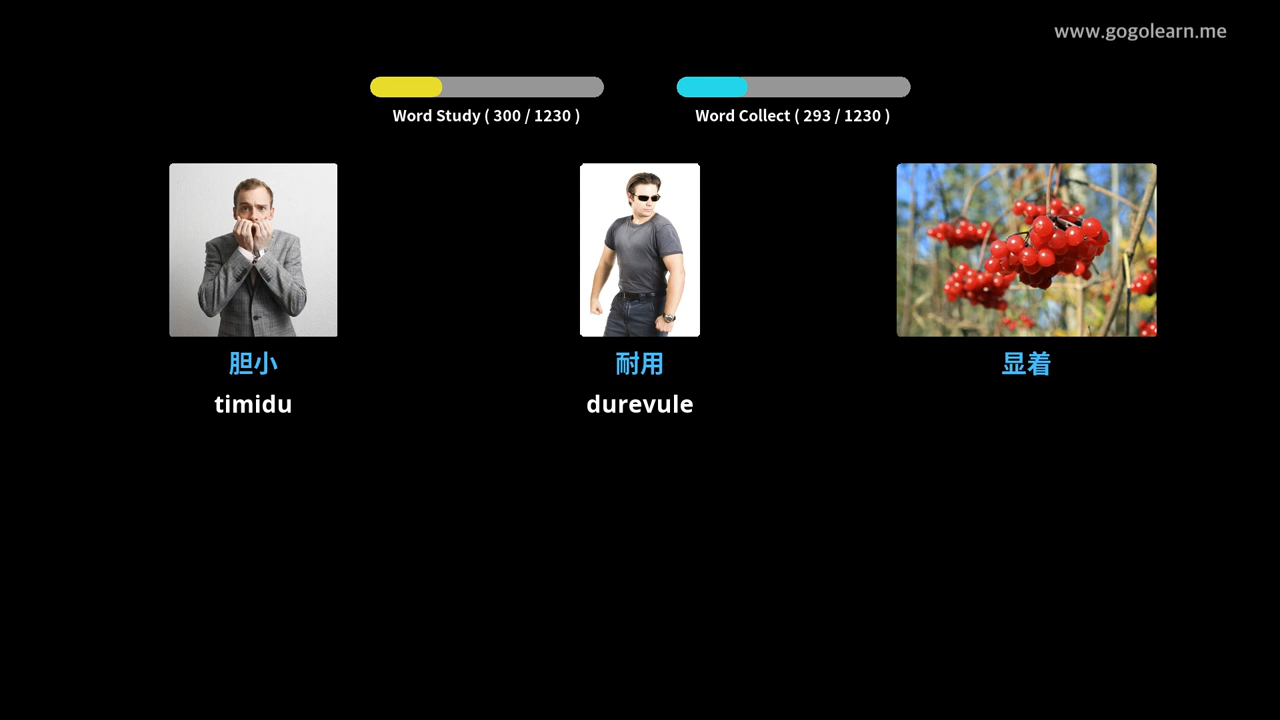 www.gogolearn.me
Word Study ( 300 / 1230 )
Word Collect ( 293 / 1230 )
胆小
耐用
显着
timidu
durevule